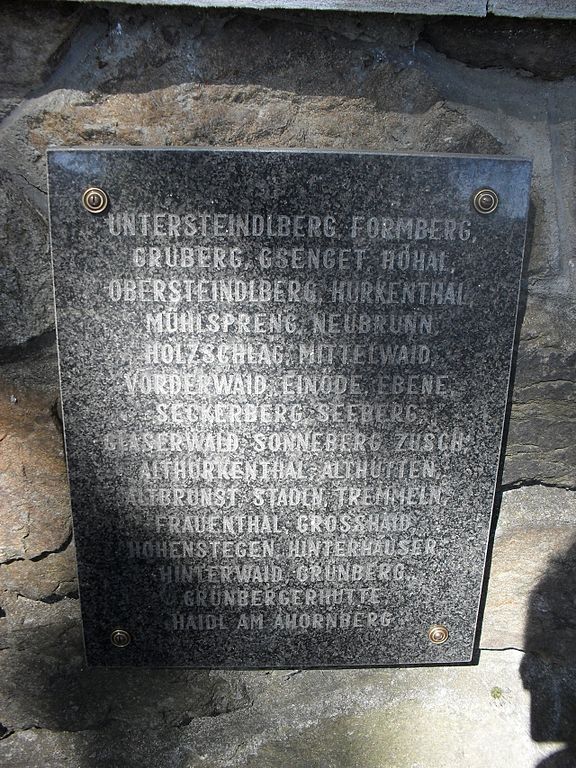 UNTERSTEINDLBERG, FORMBERG,
GRUBERG, GSENGET, HÖHAL,
OBERSTEINDLBERG, HURKENTHAL,
MÜHLSPRENG, NEUBRUNN,
HOLZSCHLAG, MITTELWAID,
VORDERWAID, EINÖDE, EBENE,
SECKERBERG, SEEBERG,
GLASERWALD, SONNEBERG, ZUSCH,
ALTHURKENTHAL, ALTHÜTTEN,
ALTBRUNST, STADLN, TREMMELN,
FRAUENTHAL, GROSSHAID,
HOHENSTEGEN, HINTERHÄUSER,
HINTERWAID, GRÜNBERG,
GRÜNBERGERHÜTTE,
HAIDL AM AHORNBERG